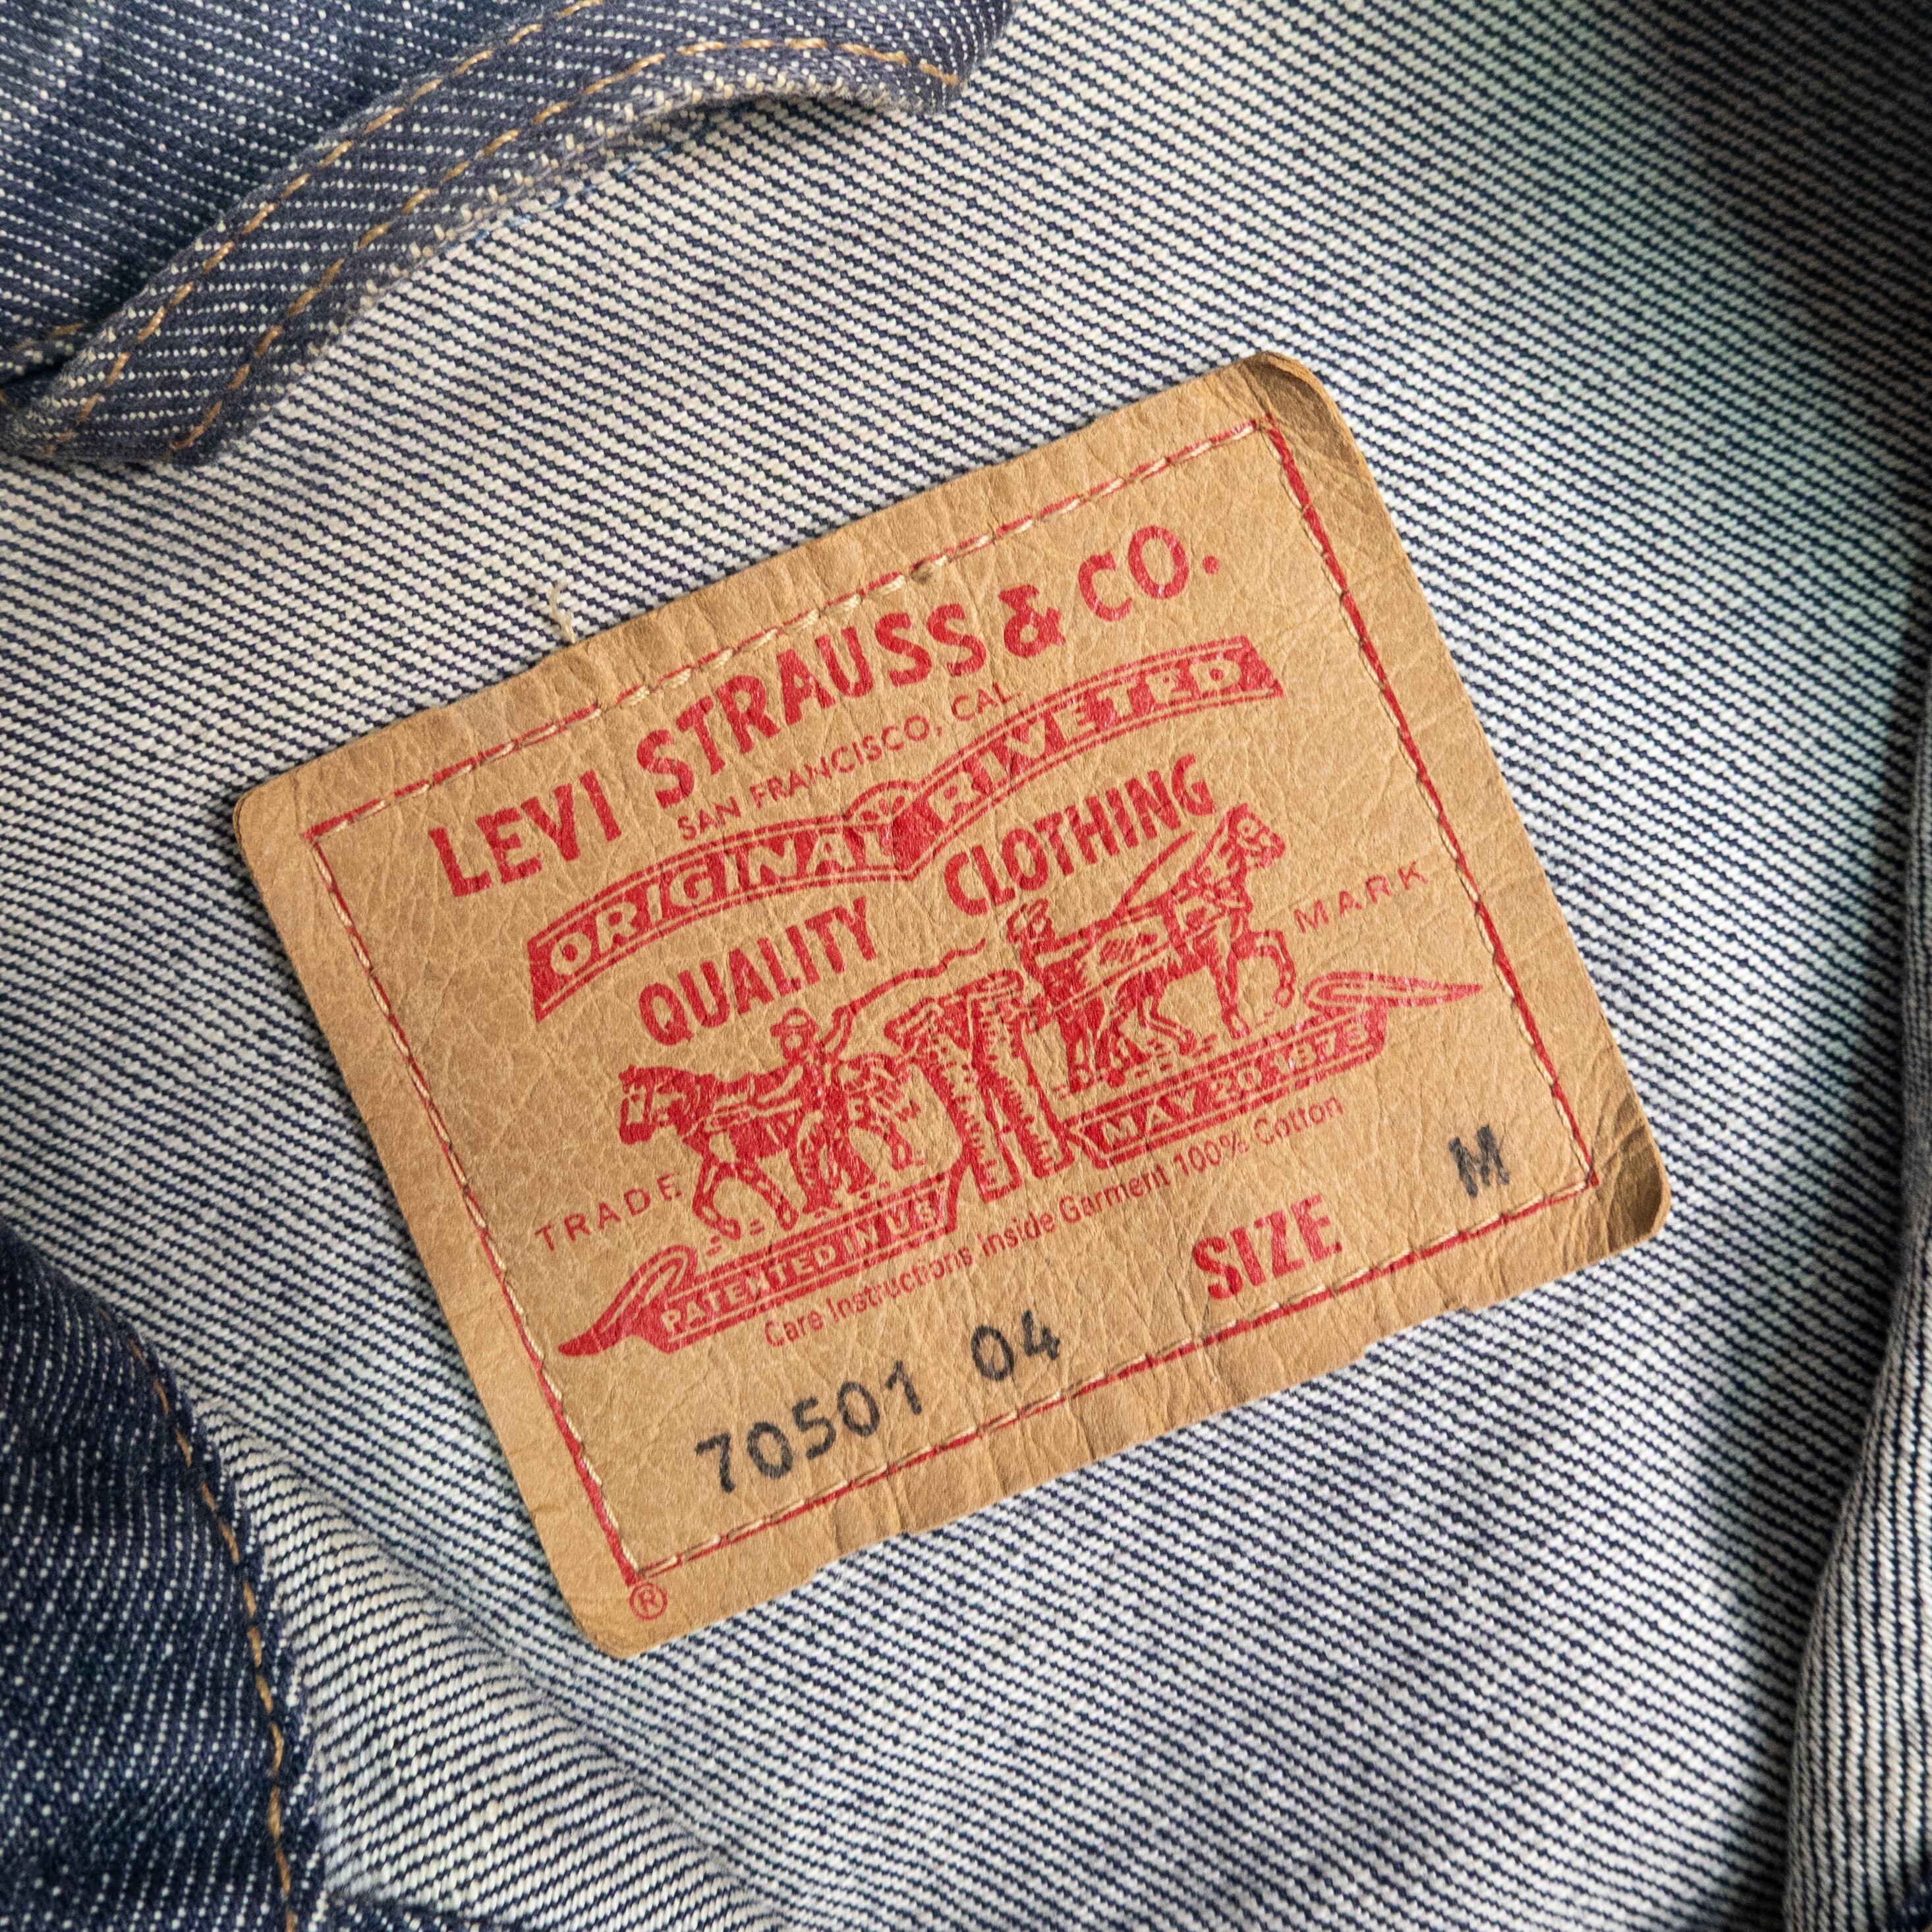 LEVI STRAUSS & CO.
SAN FRANCISCO, CAL.
ORIGINAL RIVETED
QUALITY CLOTHING
TRADE MARK
PATENTED IN U.S. MAY 20 1873
Care Instructions Inside Garment 100% Cotton
70501 04 SIZE M
®